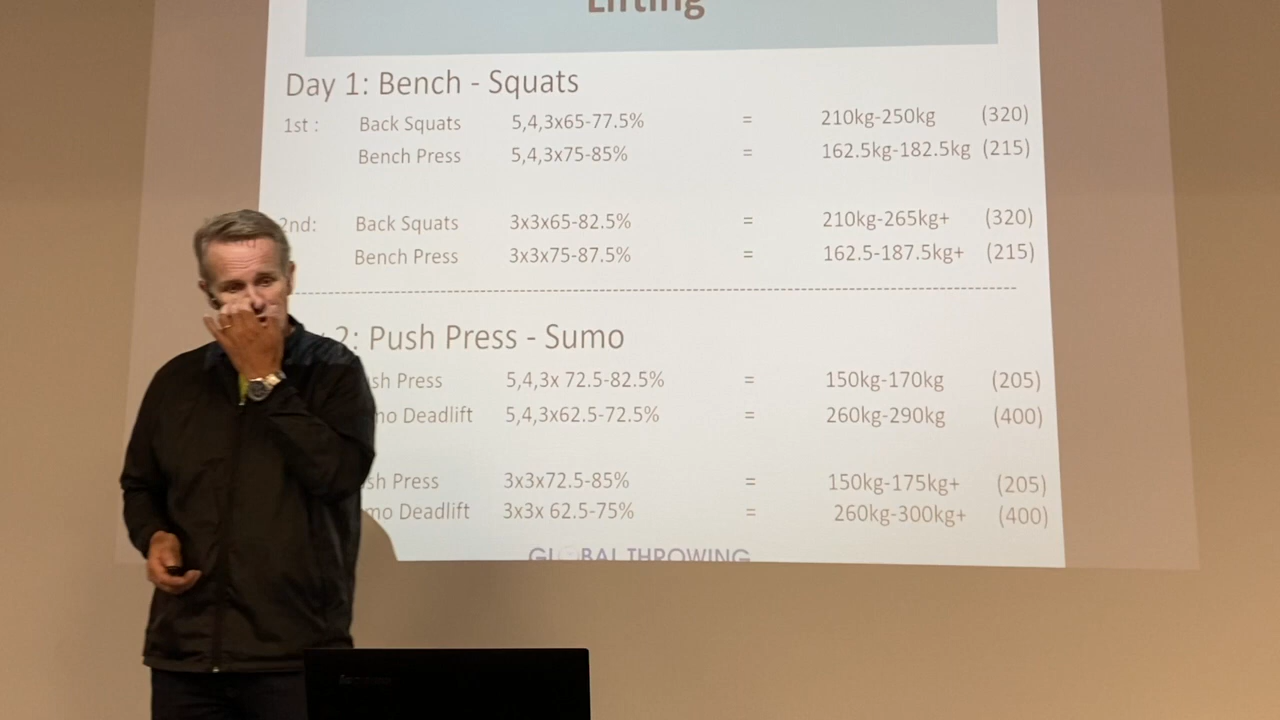 Lifting
Day 1: Bench - Squats
1st : Back Squats 5,4,3x65-77.5% = 210kg-250kg (320)
Bench Press 5,4,3x75-85% = 162.5kg-182.5kg (215)
2nd: Back Squats 3x3x65-82.5% = 210kg-265kg+ (320)
Bench Press 3x3x75-87.5% = 162.5-187.5kg+ (215)
2: Push Press - Sumo
sh Press 5,4,3x 72.5-82.5% = 150kg-170kg (205)
mo Deadlift 5,4,3x62.5-72.5% = 260kg-290kg (400)
sh Press 3x3x72.5-85% = 150kg-175kg+ (205)
mo Deadlift 3x3x 62.5-75% = 260kg-300kg+ (400)
GLOBAL THROWING